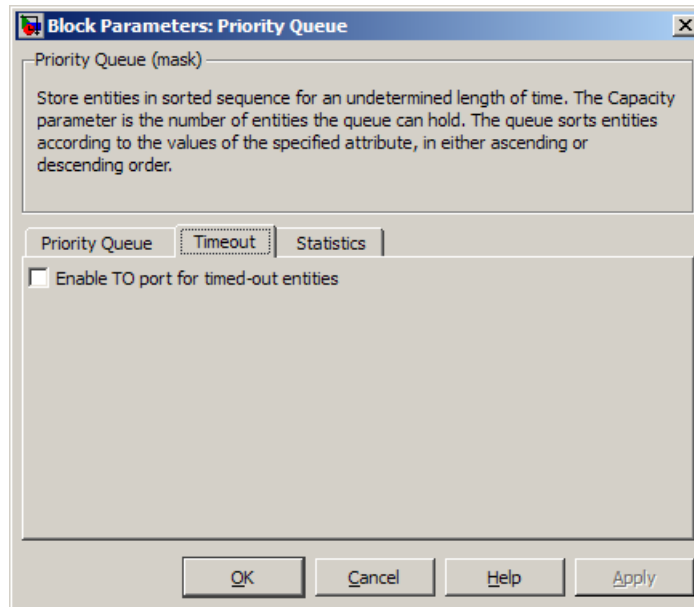 Block Parameters: Priority Queue
Priority Queue (mask)
Store entities in sorted sequence for an undetermined length of time. The Capacity
parameter is the number of entities the queue can hold. The queue sorts entities
according to the values of the specified attribute, in either ascending or
descending order.
Priority Queue Timeout Statistics
Enable TO port for timed-out entities
OK Cancel Help Apply